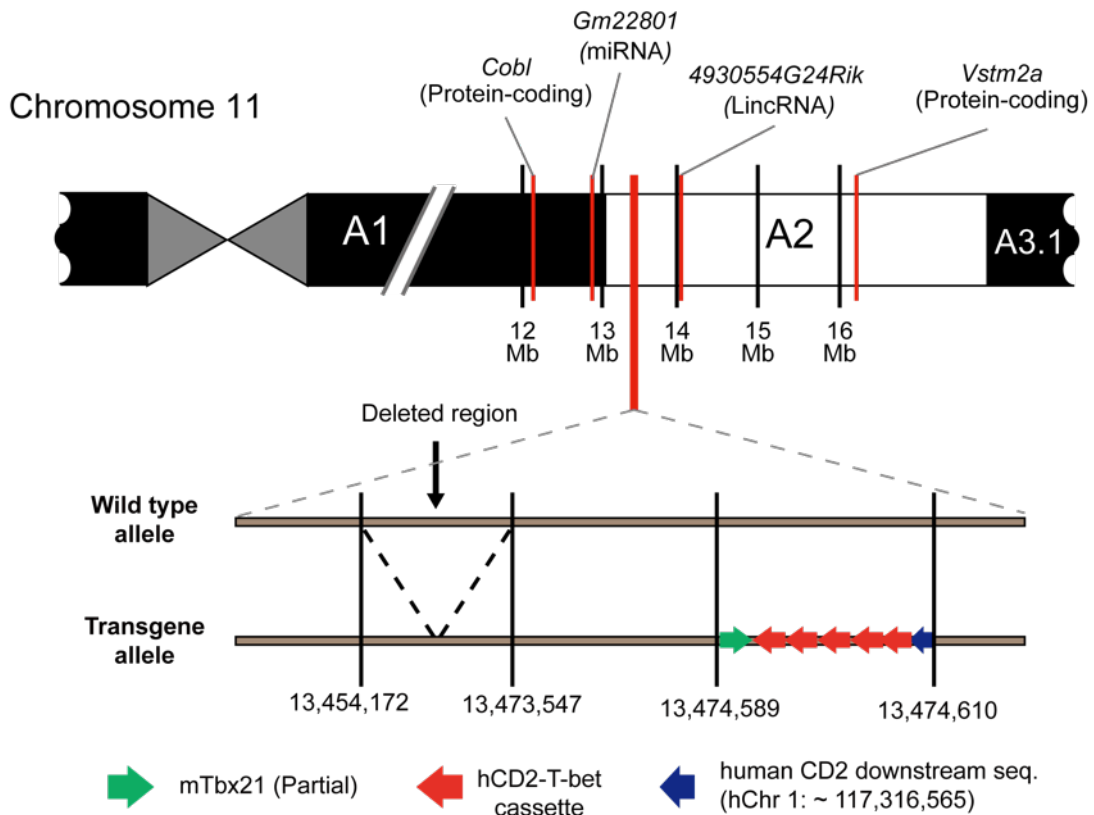 Gm22801
(miRNA)
Cobl
(Protein-coding)
4930554G24Rik
(LincRNA)
Vstm2a
(Protein-coding)
Chromosome 11
A1
A2
A3.1
12
Mb
13
Mb
14
Mb
15
Mb
16
Mb
Deleted region
Wild type
allele
Transgene
allele
13,454,172
13,473,547
13,474,589
13,474,610
mTbx21 (Partial)
hCD2-T-bet
cassette
human CD2 downstream seq.
(hChr 1: ~ 117,316,565)